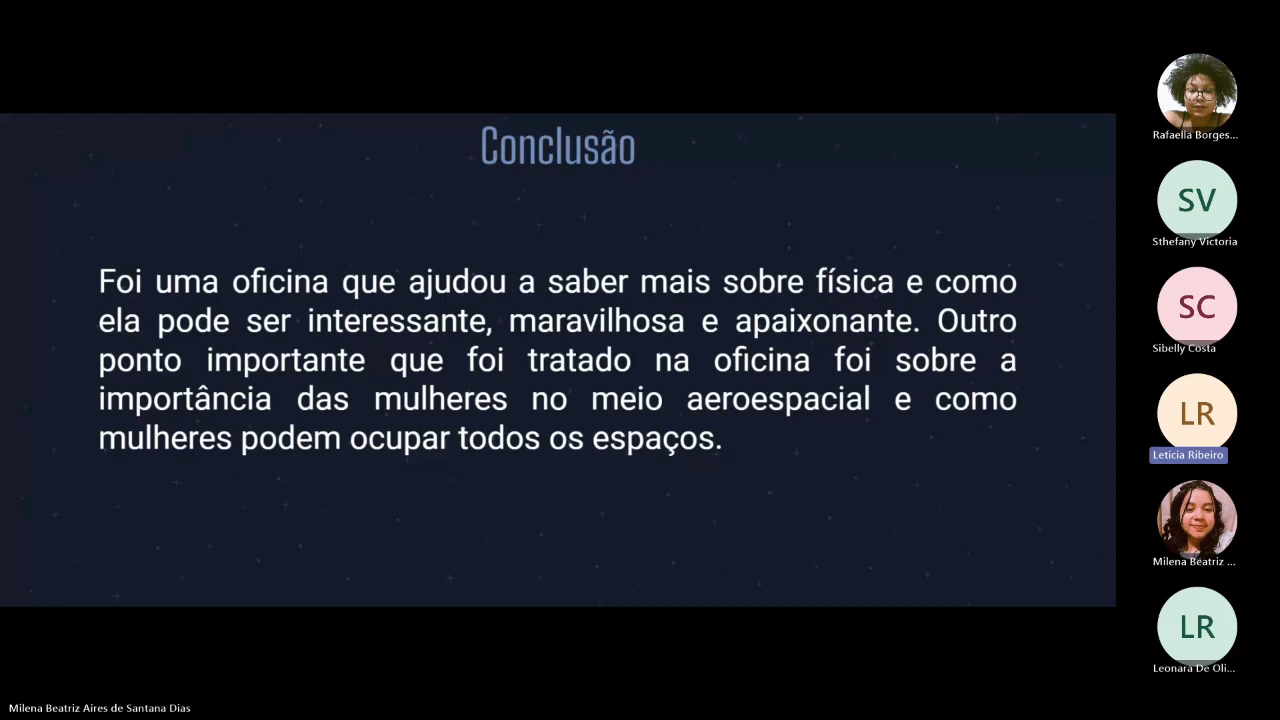 Conclusão
Foi uma oficina que ajudou a saber mais sobre física e como
ela pode ser interessante, maravilhosa e apaixonante. Outro
ponto importante que foi tratado na oficina foi sobre a
importância das mulheres no meio aeroespacial e como
mulheres podem ocupar todos os espaços.
Rafaella Borges...
SV
Sthefany Victoria
SC
Sibelly Costa
LR
Leticia Ribeiro
Milena Beatriz ...
LR
Leonara De Oli...
Milena Beatriz Aires de Santana Dias